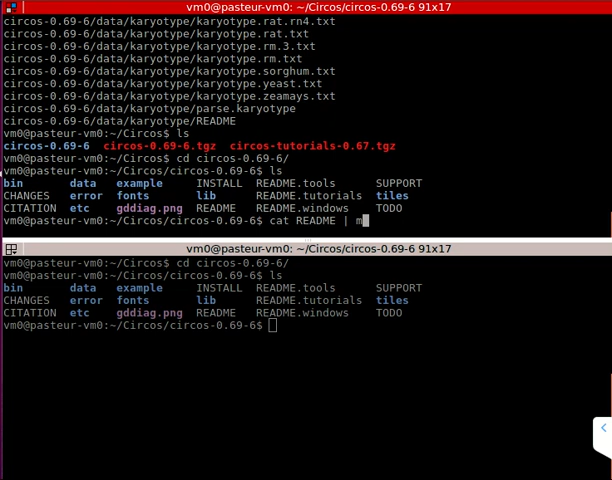 vm0@pasteur-vm0: ~/Circos/circos-0.69-6 91x17
circos-0.69-6/data/karyotype/karyotype.rat.rn4.txt
circos-0.69-6/data/karyotype/karyotype.rat.txt
circos-0.69-6/data/karyotype/karyotype.rm.3.txt
circos-0.69-6/data/karyotype/karyotype.rm.txt
circos-0.69-6/data/karyotype/karyotype.sorghum.txt
circos-0.69-6/data/karyotype/karyotype.yeast.txt
circos-0.69-6/data/karyotype/karyotype.zeamays.txt
circos-0.69-6/data/karyotype/parse.karyotype
circos-0.69-6/data/karyotype/README
vm0@pasteur-vm0:~/Circos$ ls
circos-0.69-6  circos-0.69-6.tgz  circos-tutorials-0.67.tgz
vm0@pasteur-vm0:~/Circos$ cd circos-0.69-6/
vm0@pasteur-vm0:~/Circos/circos-0.69-6$ ls
bin       data   example     INSTALL  README.tools      SUPPORT
CHANGES   error  fonts       lib      README.tutorials  tiles
CITATION  etc    gddiag.png  README   README.windows    TODO
vm0@pasteur-vm0:~/Circos/circos-0.69-6$ cat README | m
vm0@pasteur-vm0: ~/Circos/circos-0.69-6 91x17
vm0@pasteur-vm0:~/Circos$ cd circos-0.69-6/
vm0@pasteur-vm0:~/Circos/circos-0.69-6$ ls
bin       data   example     INSTALL  README.tools      SUPPORT
CHANGES   error  fonts       lib      README.tutorials  tiles
CITATION  etc    gddiag.png  README   README.windows    TODO
vm0@pasteur-vm0:~/Circos/circos-0.69-6$